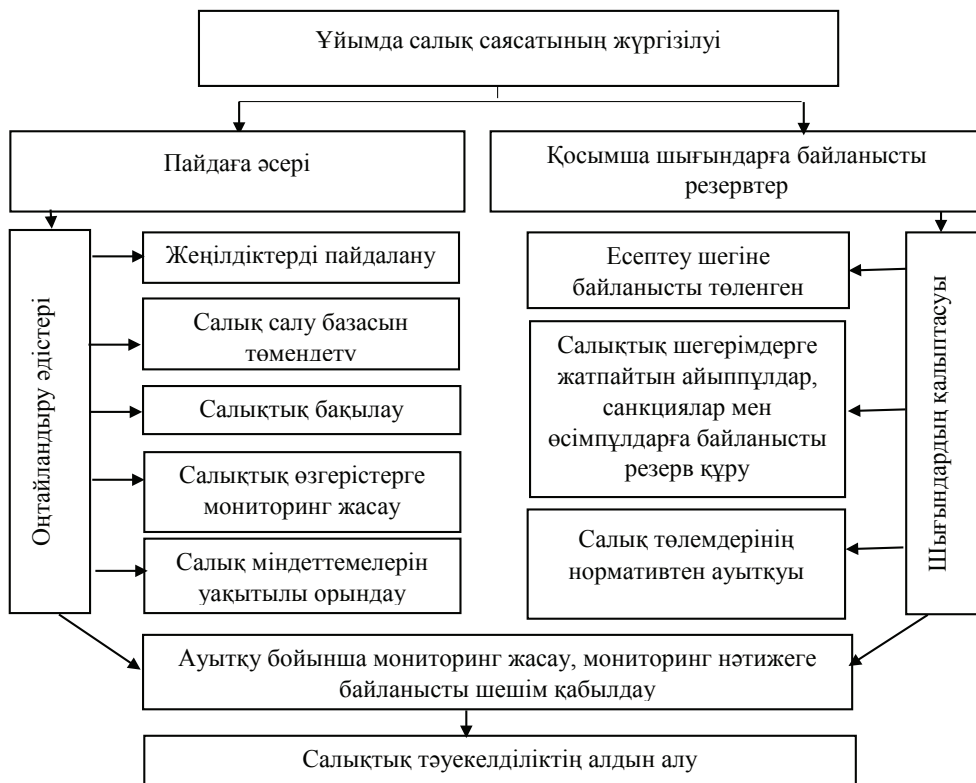 Ұйымда салық саясатының жүргізілуі
Пайдаға әсері
Қосымша шығындарға байланысты
резервтер
Оңтайландыру әдістері
Жеңілдіктерді пайдалану
Салық салу базасын
төмендету
Салықтық бақылау
Салықтық өзгерістерге
мониторинг жасау
Салық міндеттемелерін
уақытылы орындау
Есептеу шегіне
байланысты төленген
Салықтық шегерімдерге
жатпайтын айыппұлдар,
санкциялар мен
өсімпұлдарға байланысты
резерв құру
Салық төлемдерінің
нормативтен ауытқуы
Шығындардың қалыптасуы
Ауытқу бойынша мониторинг жасау, мониторинг нәтижеге
байланысты шешім қабылдау
Салықтық тәуекелділіктің алдын алу